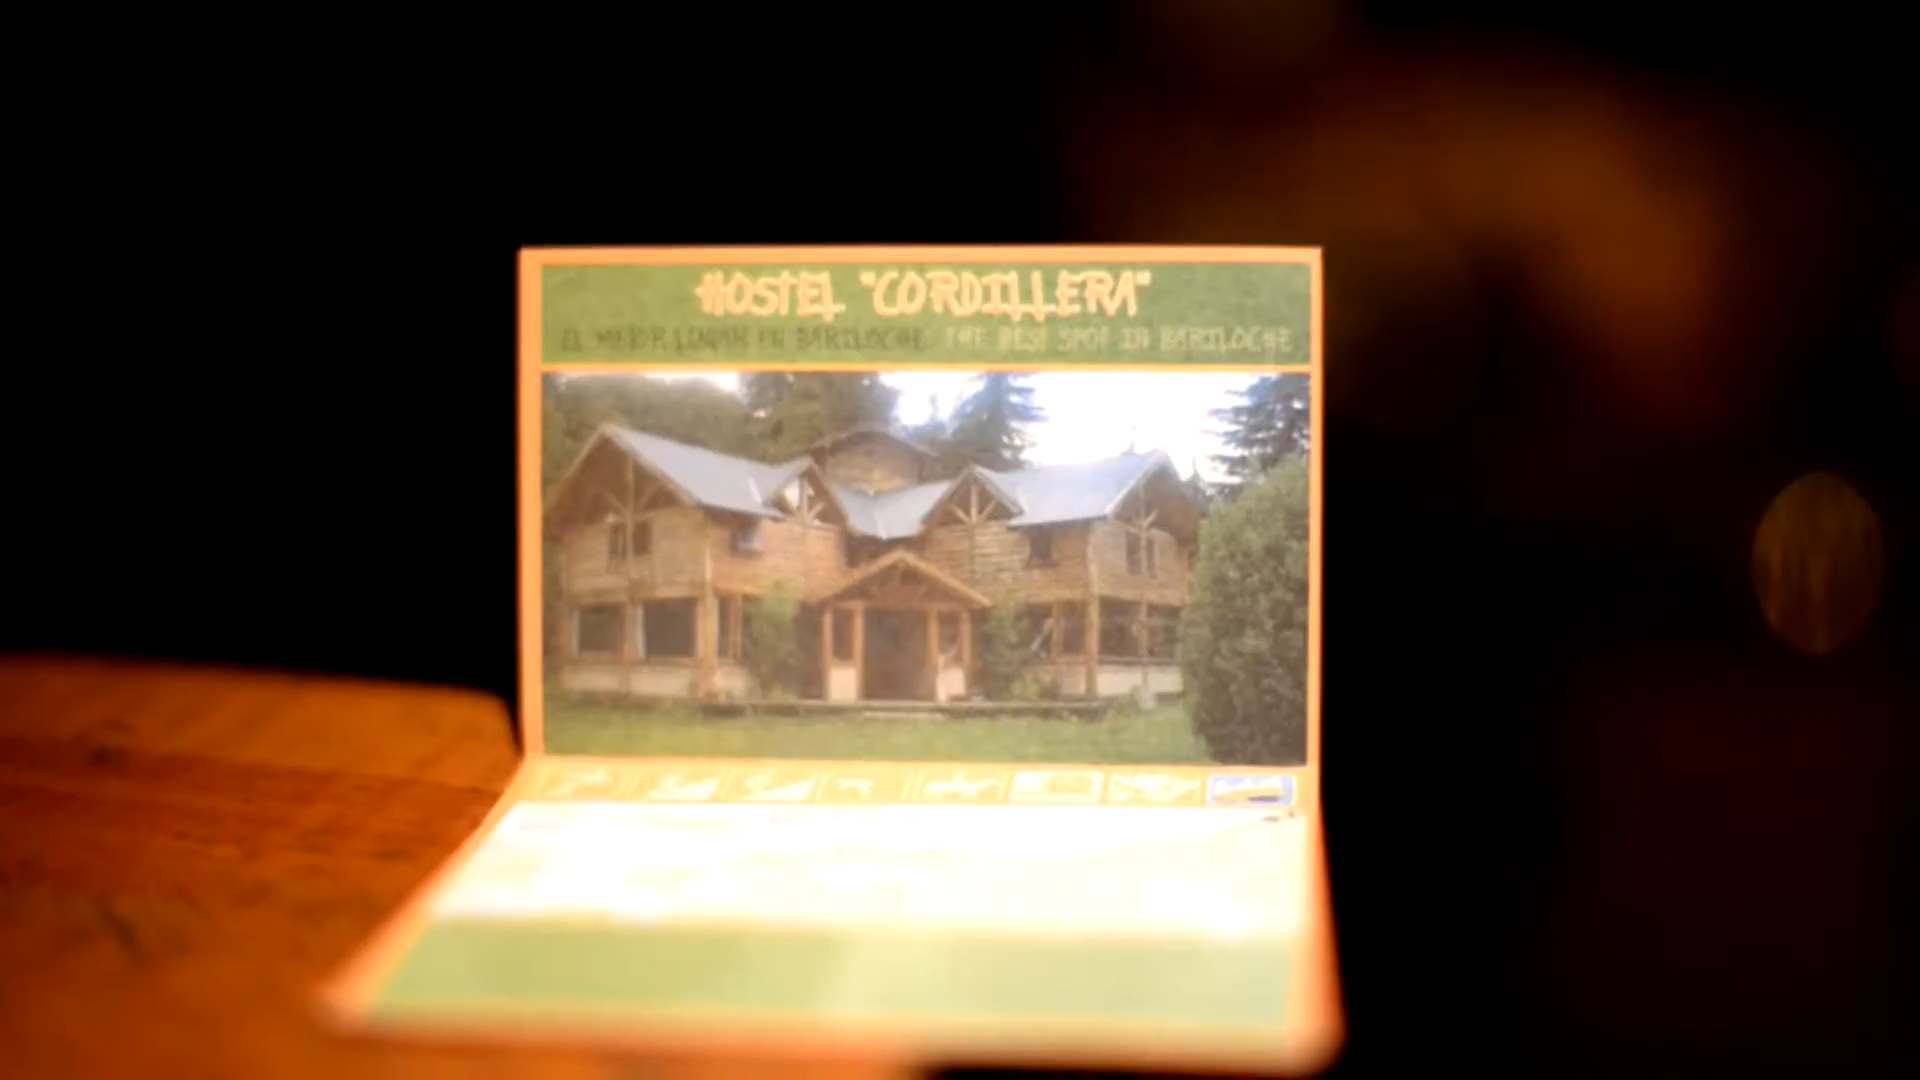 HOSTEL "CORDILLERA"
EL MEJOR LUGAR EN BARILOCHE THE BEST SPOT IN BARILOCHE